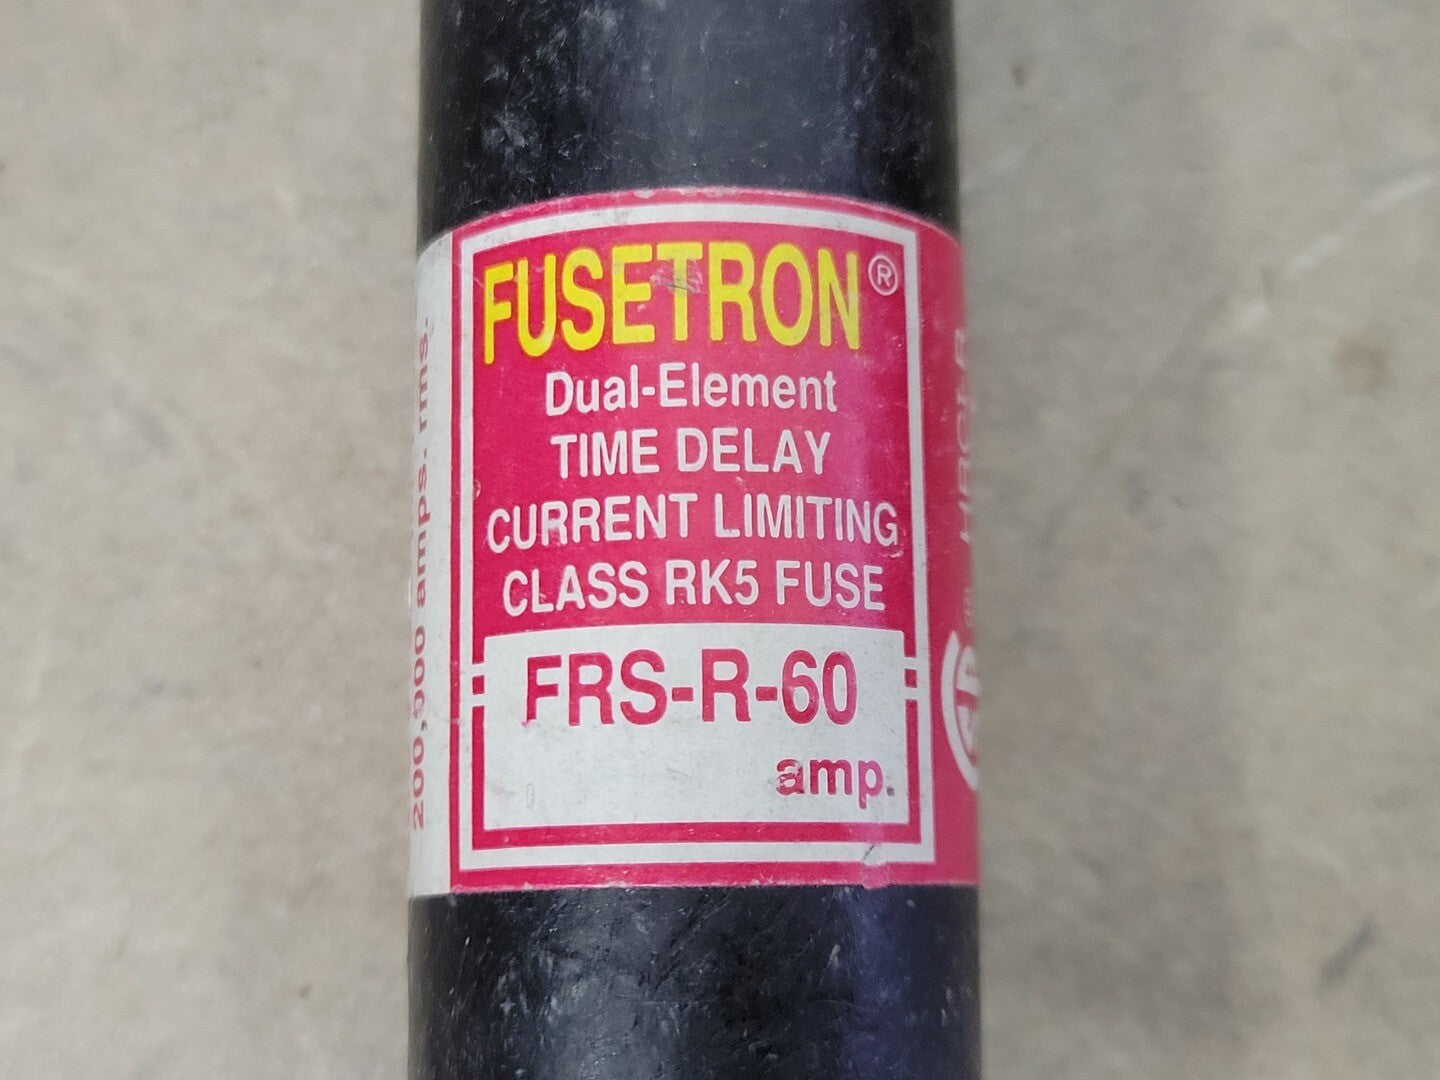 FUSETRON®
Dual-Element
TIME DELAY
CURRENT LIMITING
CLASS RK5 FUSE
FRS-R-60
amp.
200,000 amps. rms.